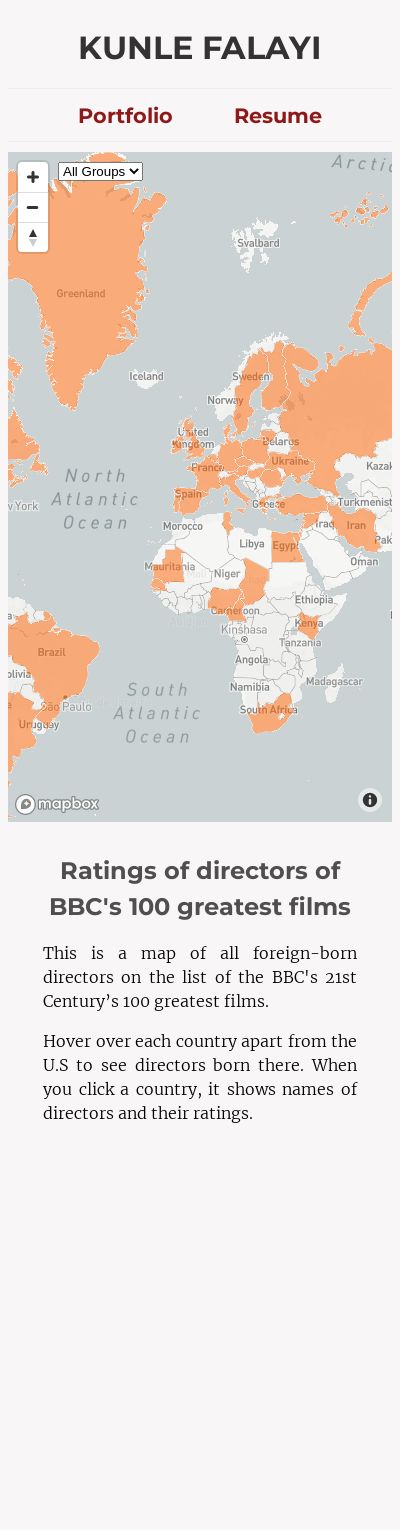 KUNLE FALAYI
Portfolio Resume
All Groups
Arctic
Svalbard
Greenland
Iceland
Sweden
Norway
United
Kingdom
Belarus
Ukraine
France
Kazak
North
Atlantic
Ocean
w York
Spain
Greece
Turkmenist
Morocco
Iraq
Iran
Pak
Libya
Egypt
Oman
Mauritania
Mali
Niger
Ethiopia
Cameroon
Kenya
Kinshasa
Tanzania
Brazil
olivia
Angola
Namibia
Madagascar
South
Atlantic
Ocean
São Paulo
Uruguay
South Africa
mapbox
Ratings of directors of
BBC's 100 greatest films
This is a map of all foreign-born
directors on the list of the BBC's 21st
Century’s 100 greatest films.
Hover over each country apart from the
U.S to see directors born there. When
you click a country, it shows names of
directors and their ratings.